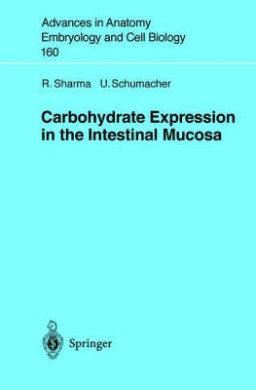 Advances in Anatomy
Embryology and Cell Biology
160
R. Sharma U. Schumacher
Carbohydrate Expression
in the Intestinal Mucosa
Springer